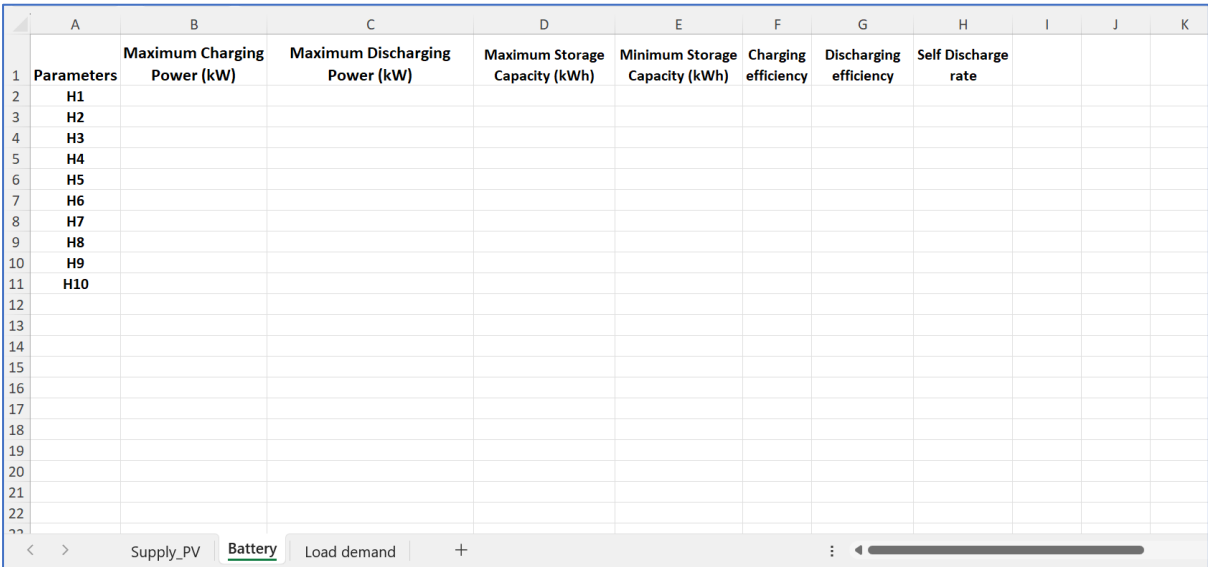 A B C D E F G H I J K
1 Parameters Maximum Charging Power (kW) Maximum Discharging Power (kW) Maximum Storage Capacity (kWh) Minimum Storage Capacity (kWh) Charging efficiency Discharging efficiency Self Discharge rate
2 H1
3 H2
4 H3
5 H4
6 H5
7 H6
8 H7
9 H8
10 H9
11 H10
12
13
14
15
16
17
18
19
20
21
22
Supply_PV Battery Load demand +